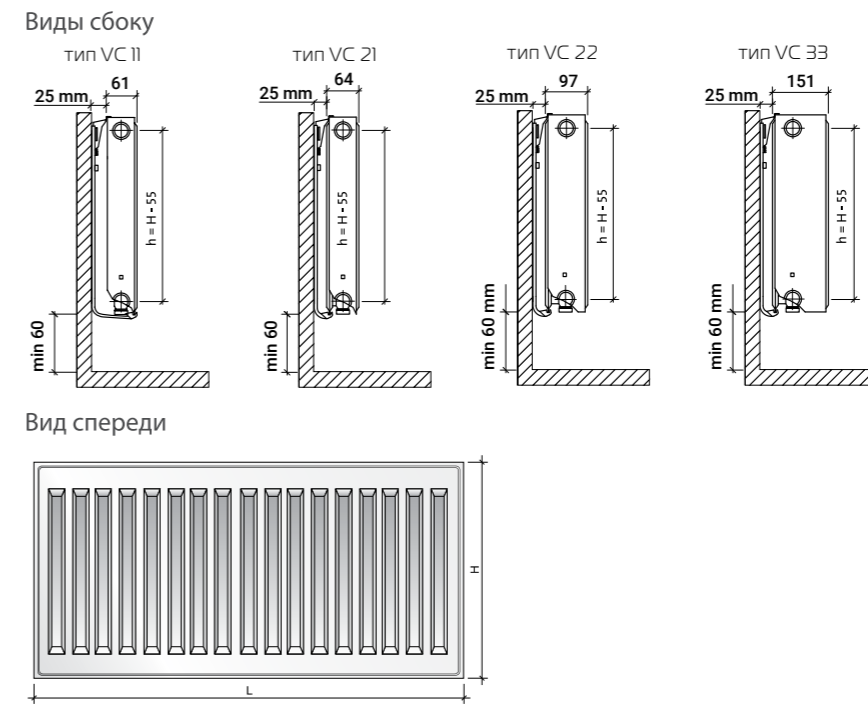 Виды сбоку
тип VC 11
тип VC 21
тип VC 22
тип VC 33
25 mm
61
25 mm
64
25 mm
97
25 mm
151
h = H - 55
h = H - 55
h = H - 55
h = H - 55
min 60
min 60
min 60 mm
min 60 mm
Вид спереди
H
L